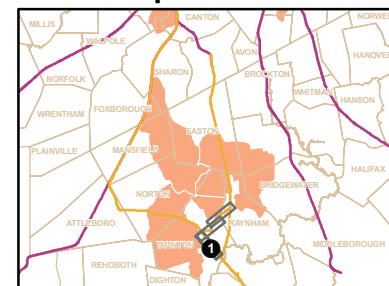 CANTON
NORWE
MILLIS
WALPOLE
AVON
HANOVER
SHARON
BROCKTON
NORFOLK
WHITMAN
HANSON
FOXBOROUGH
WRENTHAM
EASTON
PLAINVILLE
MANSFIELD
HALIFAX
BRIDGEWATER
NORTON
ATTLEBORO
RAYNHAM
TAUNTON
1
MIDDLEBOROUGH
REHOBOTH
DIGHTON